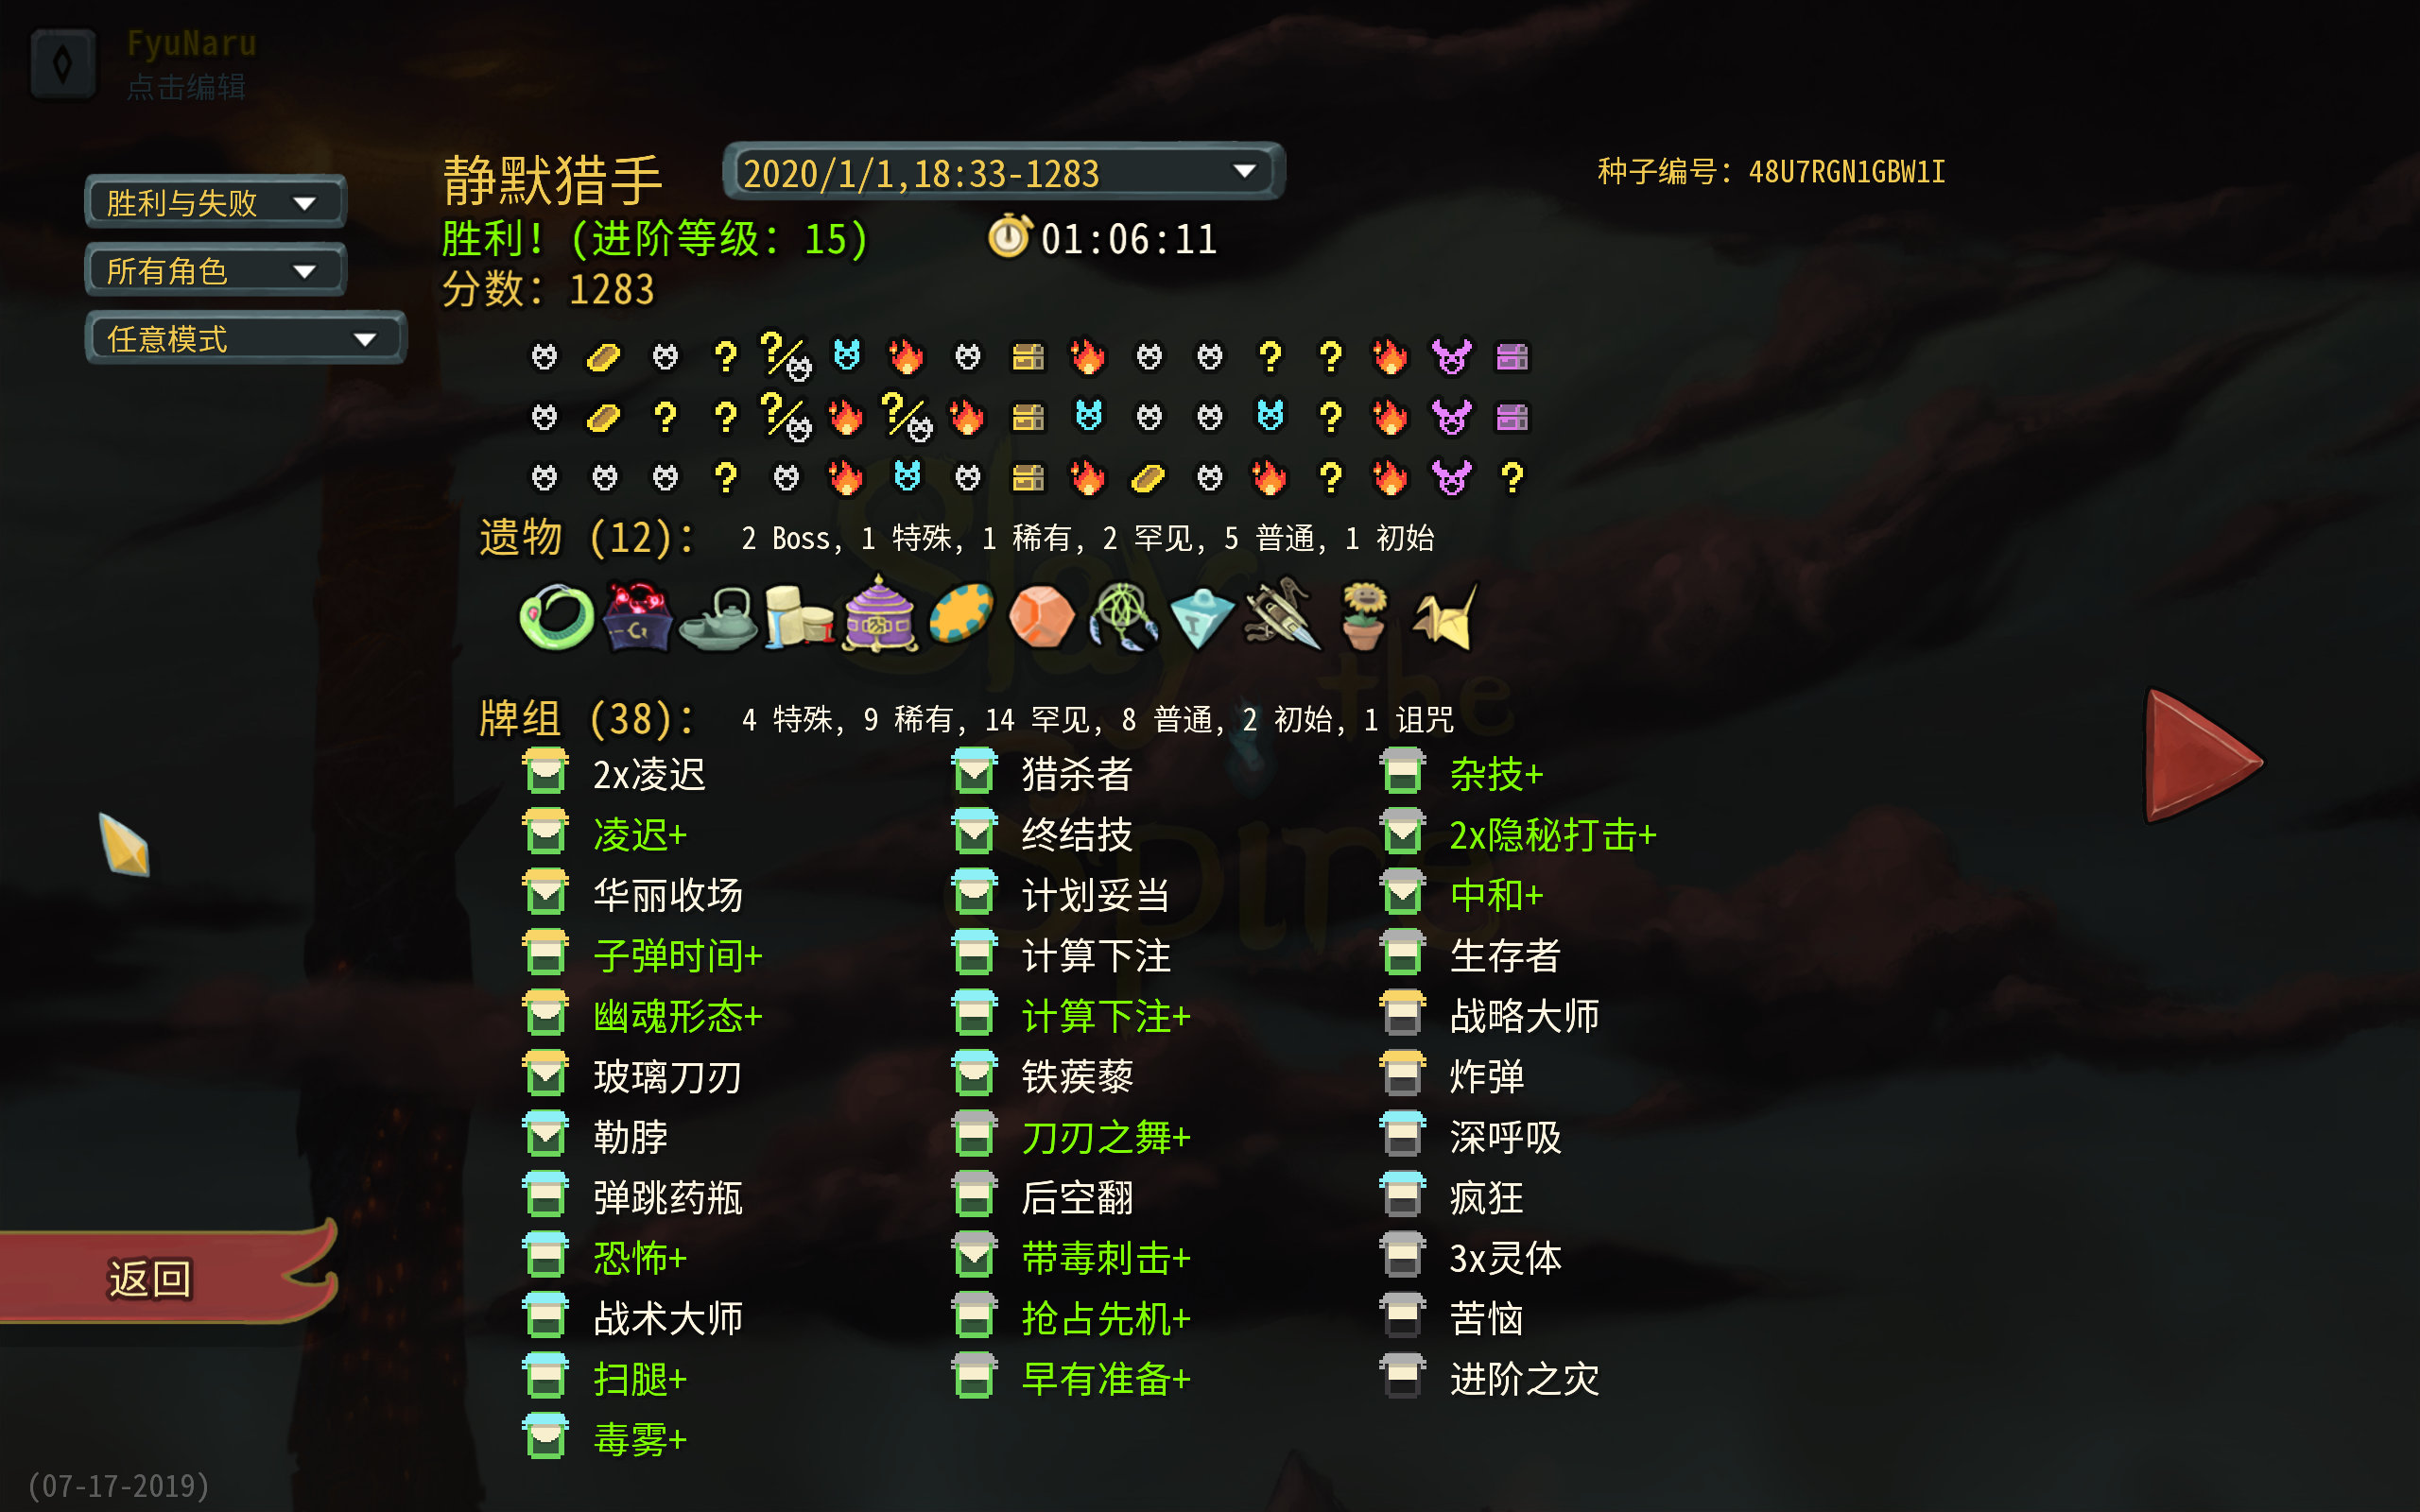 FyuNaru
点击编辑
胜利与失败
所有角色
任意模式
静默猎手
2020/1/1,18:33-1283
种子编号: 48U7RGN1GBW1I
胜利! (进阶等级: 15)
01:06:11
分数: 1283
遗物 (12):
2 Boss, 1 特殊, 1 稀有, 2 罕见, 5 普通, 1 初始
牌组 (38):
4 特殊, 9 稀有, 14 罕见, 8 普通, 2 初始, 1 诅咒
2x凌迟
凌迟+
华丽收场
子弹时间+
幽魂形态+
玻璃刀刃
勒脖
弹跳药瓶
恐怖+
战术大师
扫腿+
毒雾+
猎杀者
终结技
计划妥当
计算下注
计算下注+
铁蒺藜
刀刃之舞+
后空翻
带毒刺击+
抢占先机+
早有准备+
杂技+
2x隐秘打击+
中和+
生存者
战略大师
炸弹
深呼吸
疯狂
3x灵体
苦恼
进阶之灾
返回
(07-17-2019)
Slay
the
Spire